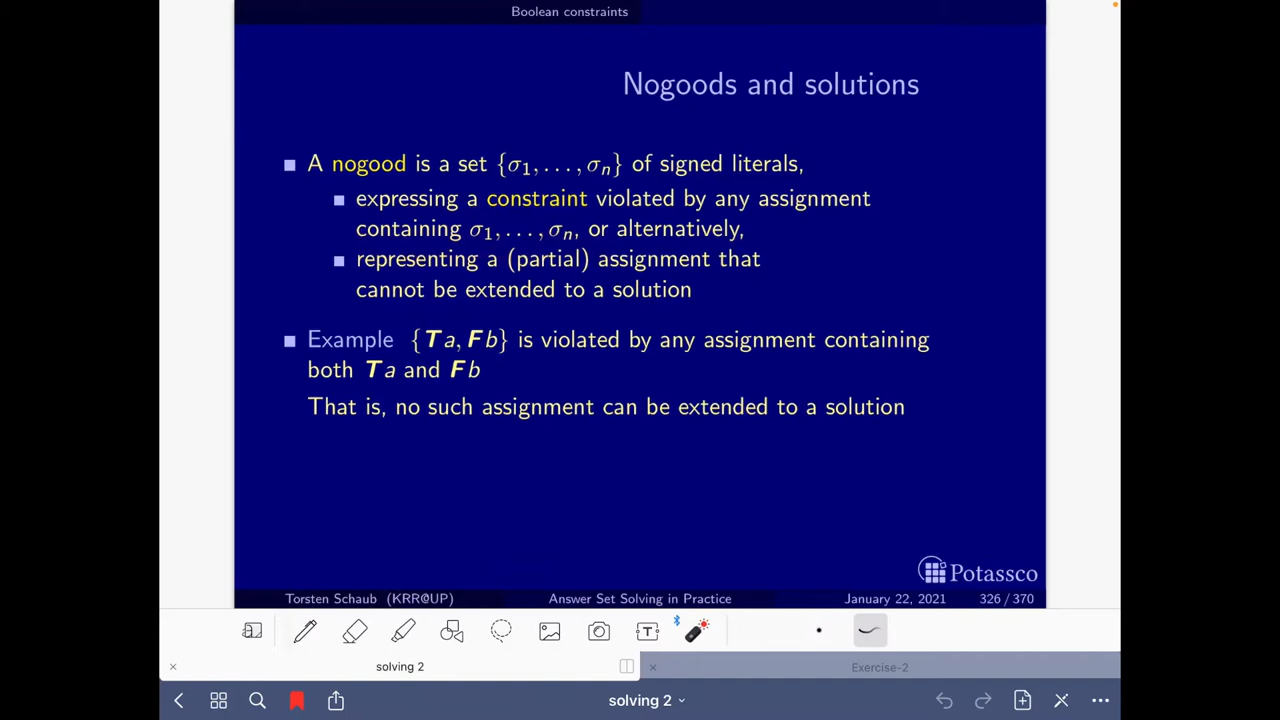 Boolean constraints
Nogoods and solutions
A nogood is a set {σ1, . . . , σn} of signed literals,
expressing a constraint violated by any assignment
containing σ1, . . . , σn, or alternatively,
representing a (partial) assignment that
cannot be extended to a solution
Example {Ta, Fb} is violated by any assignment containing
both Ta and Fb
That is, no such assignment can be extended to a solution
Potassco
Torsten Schaub (KRR@UP) Answer Set Solving in Practice January 22, 2021 326 / 370
T
solving 2 Exercise-2
solving 2